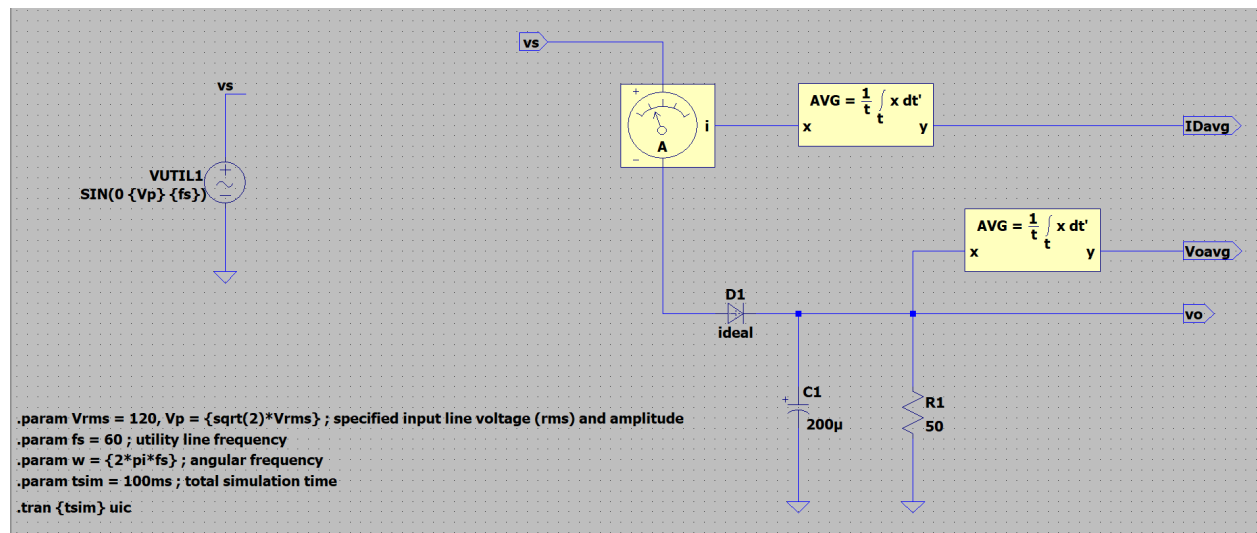 vs
vs
AVG = 1/t ∫ x dt'
t
x
y
i
+
A
−
IDavg
VUTIL1
SIN(0 {Vp} {fs})
+
−
AVG = 1/t ∫ x dt'
t
x
y
Voavg
D1
ideal
vo
+
C1
200µ
R1
50
.param Vrms = 120, Vp = {sqrt(2)*Vrms} ; specified input line voltage (rms) and amplitude
.param fs = 60 ; utility line frequency
.param w = {2*pi*fs} ; angular frequency
.param tsim = 100ms ; total simulation time
.tran {tsim} uic